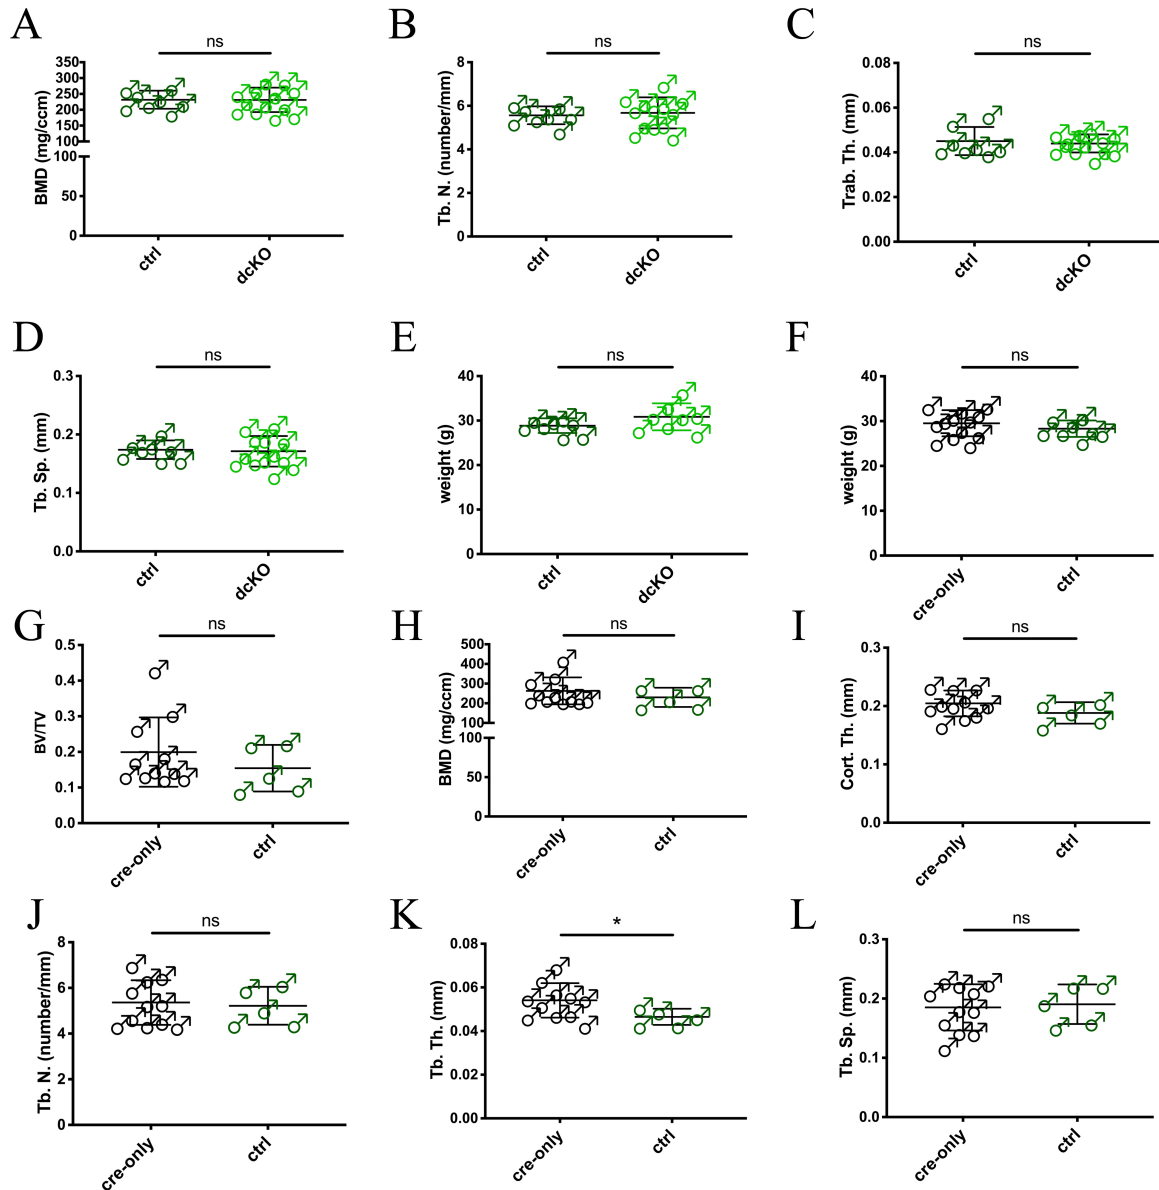 A
ns
350
300
250
200
150
100
100
50
0
BMD (mg/ccm)
ctrl
dcKO
B
ns
8
6
4
2
0
Tb. N. (number/mm)
ctrl
dcKO
C
ns
0.08
0.06
0.04
0.02
0.00
Trab. Th. (mm)
ctrl
dcKO
D
ns
0.3
0.2
0.1
0.0
Tb. Sp. (mm)
ctrl
dcKO
E
ns
40
30
20
10
0
weight (g)
ctrl
dcKO
F
ns
40
30
20
10
0
weight (g)
cre-only
ctrl
G
ns
0.5
0.4
0.3
0.2
0.1
0.0
BV/TV
cre-only
ctrl
H
ns
500
400
300
200
100
100
50
0
BMD (mg/ccm)
cre-only
ctrl
I
ns
0.3
0.2
0.1
0.0
Cort. Th. (mm)
cre-only
ctrl
J
ns
8
6
4
2
0
Tb. N. (number/mm)
cre-only
ctrl
K
*
0.08
0.06
0.04
0.02
0.00
Tb. Th. (mm)
cre-only
ctrl
L
ns
0.3
0.2
0.1
0.0
Tb. Sp. (mm)
cre-only
ctrl